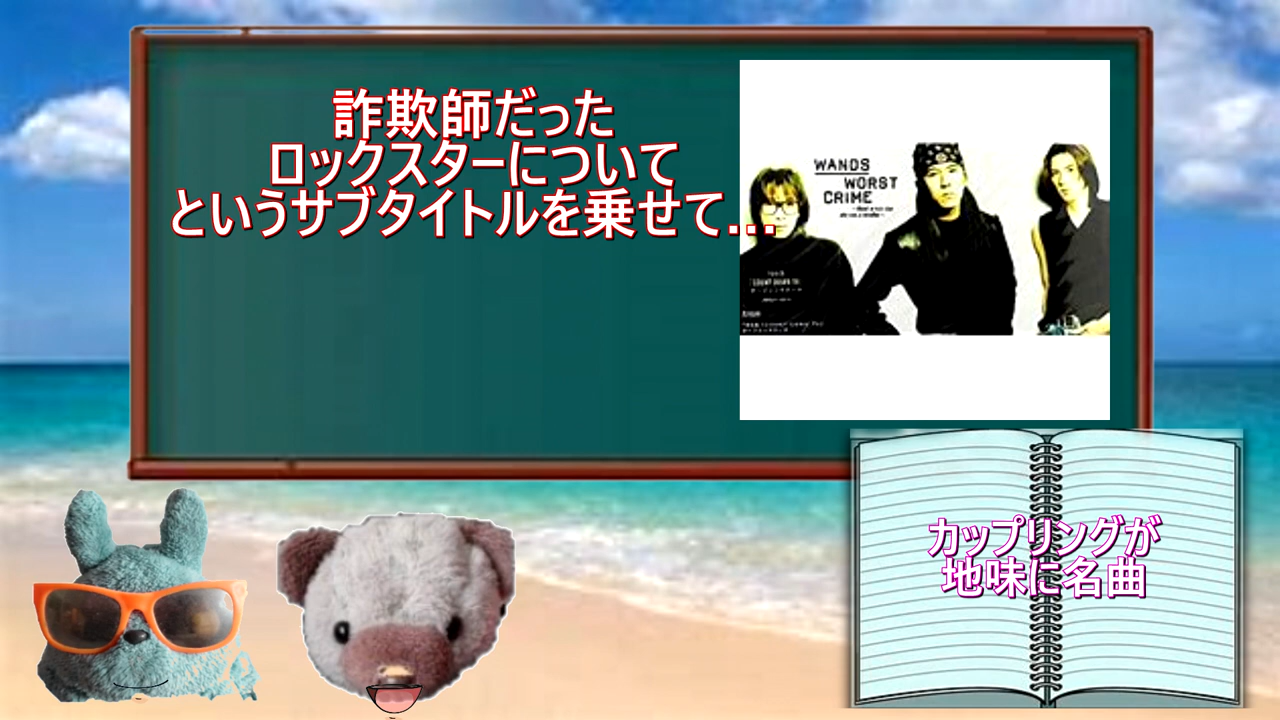 詐欺師だった
ロックスターについて
というサブタイトルを乗せて...
WANDS
WORST
CRIME
カップリングが
地味に名曲